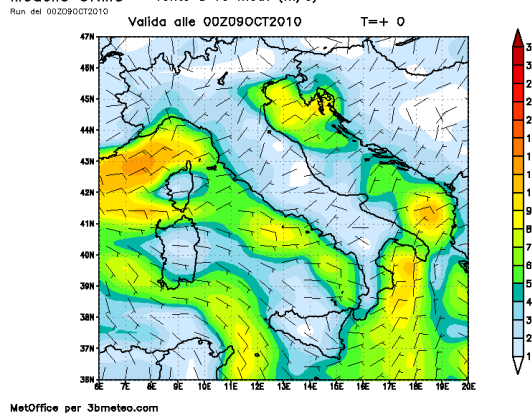 Run del 00Z09OCT2010
Valida alle 00Z09OCT2010 T=+ 0
47N
46N
45N
44N
43N
42N
41N
40N
39N
38N
37N
36N
6E 7E 8E 9E 10E 11E 12E 13E 14E 15E 16E 17E 18E 19E 20E
MetOffice per 3bmeteo.com